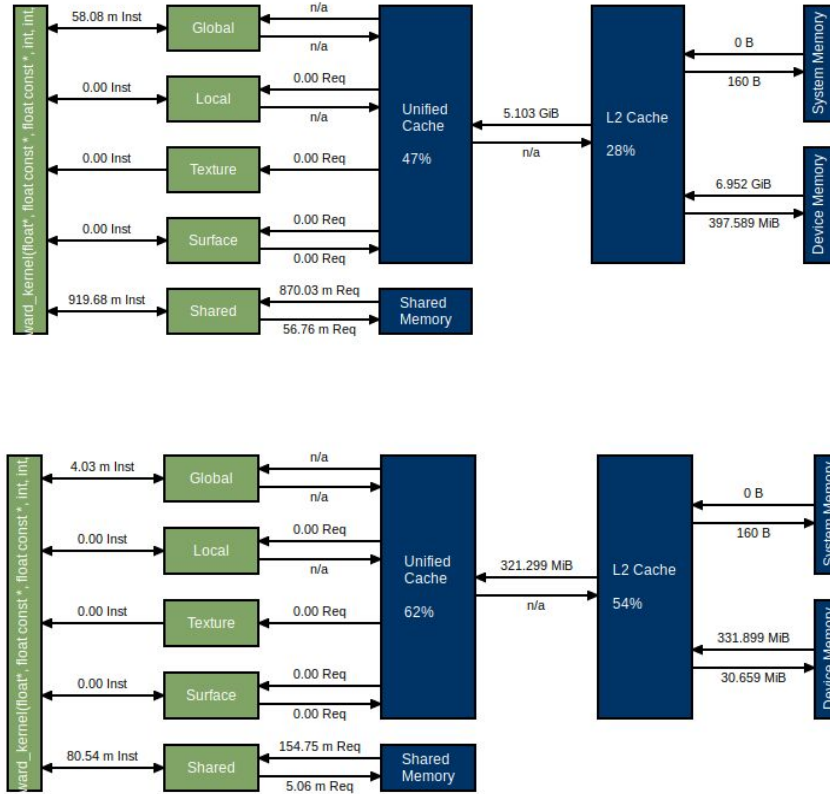 ward_kernel(float*, float const *, float const *, int, int,
58.08 m Inst
Global
n/a
n/a
0.00 Inst
Local
0.00 Req
n/a
0.00 Inst
Texture
0.00 Req
0.00 Inst
Surface
0.00 Req
0.00 Req
919.68 m Inst
Shared
870.03 m Req
56.76 m Req
Unified
Cache
47%
Shared
Memory
5.103 GiB
n/a
L2 Cache
28%
0 B
160 B
System Memory
6.952 GiB
397.589 MiB
Device Memory
ward_kernel(float*, float const *, float const *, int, int,
4.03 m Inst
Global
n/a
n/a
0.00 Inst
Local
0.00 Req
n/a
0.00 Inst
Texture
0.00 Req
0.00 Inst
Surface
0.00 Req
0.00 Req
80.54 m Inst
Shared
154.75 m Req
5.06 m Req
Unified
Cache
62%
Shared
Memory
321.299 MiB
n/a
L2 Cache
54%
0 B
160 B
System Memory
331.899 MiB
30.659 MiB
Device Memory